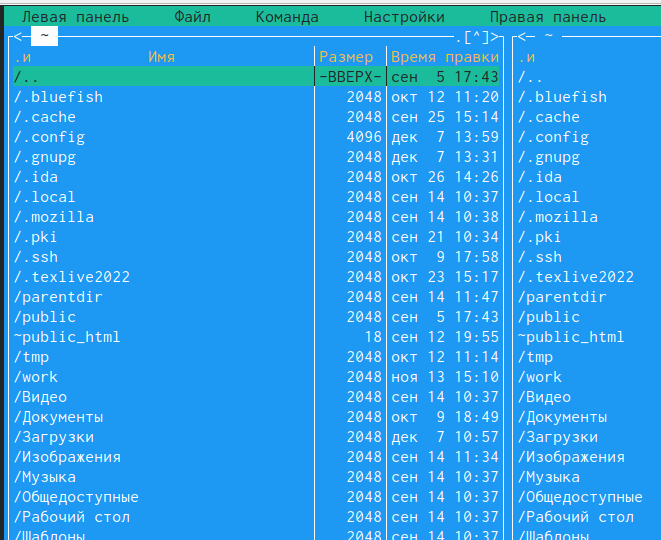 Левая панель Файл Команда Настройки Правая панель
<─ ~ .[^]> <─ ~
.и Имя Размер Время правки .и
/.. -ВВЕРХ- сен 5 17:43 /..
/.bluefish 2048 окт 12 11:20 /.bluefish
/.cache 2048 сен 25 15:14 /.cache
/.config 4096 дек 7 13:59 /.config
/.gnupg 2048 дек 7 13:31 /.gnupg
/.ida 2048 окт 26 14:26 /.ida
/.local 2048 сен 14 10:37 /.local
/.mozilla 2048 сен 14 10:38 /.mozilla
/.pki 2048 сен 21 10:34 /.pki
/.ssh 2048 окт 9 17:58 /.ssh
/.texlive2022 2048 окт 23 15:17 /.texlive2022
/parentdir 2048 сен 14 11:47 /parentdir
/public 2048 сен 5 17:43 /public
~public_html 18 сен 12 19:55 ~public_html
/tmp 2048 окт 12 11:14 /tmp
/work 2048 ноя 13 15:10 /work
/Видео 2048 сен 14 10:37 /Видео
/Документы 2048 окт 9 18:49 /Документы
/Загрузки 2048 дек 7 10:57 /Загрузки
/Изображения 2048 сен 14 11:34 /Изображения
/Музыка 2048 сен 14 10:37 /Музыка
/Общедоступные 2048 сен 14 10:37 /Общедоступные
/Рабочий стол 2048 сен 14 10:37 /Рабочий стол
/Шаблоны 2048 сен 14 10:37 /Шаблоны